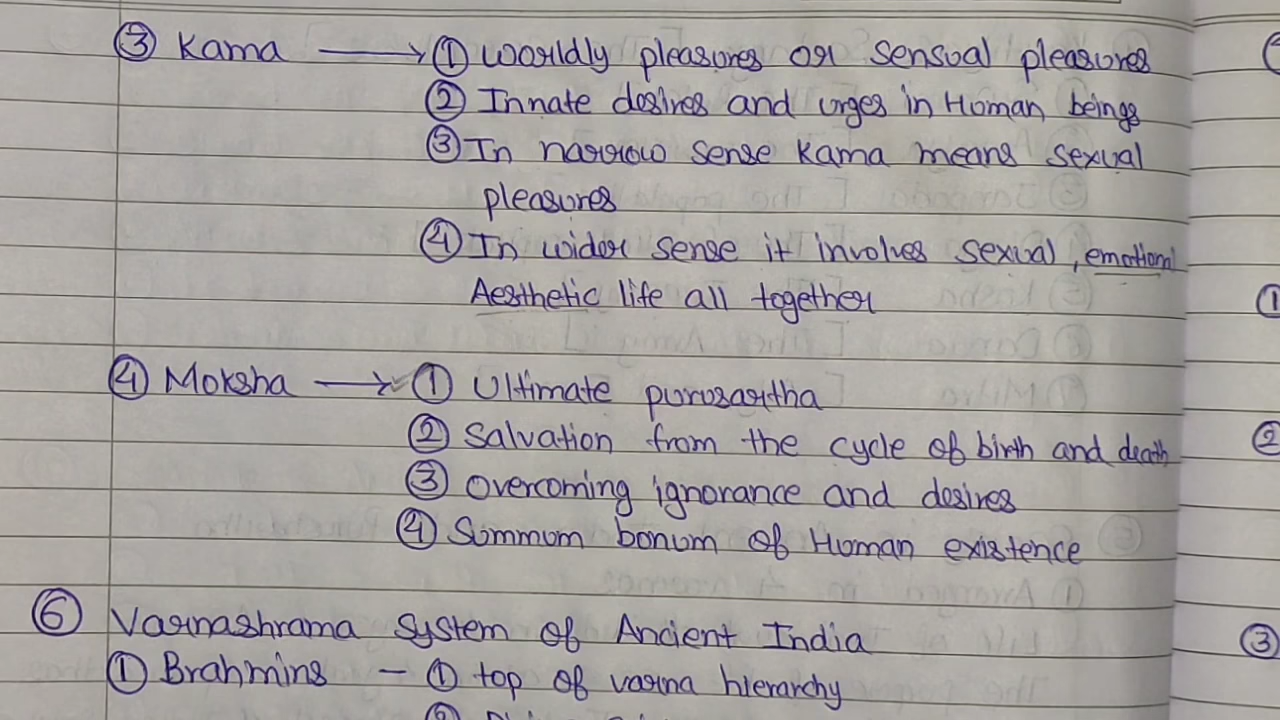 ③ Kama → ① Worldly pleasures or sensual pleasures
② Innate desires and urges in Human beings
③ In narrow sense Kama means sexual
pleasures
④ In wider sense it involves sexual, emotional
Aesthetic life all together
④ Moksha → ① Ultimate purusartha
② Salvation from the cycle of birth and death
③ Overcoming ignorance and desires
④ Summum bonum of Human existence
⑥ Varnashrama system of Ancient India
① Brahmins - ① top of varna hierarchy
①
②
③